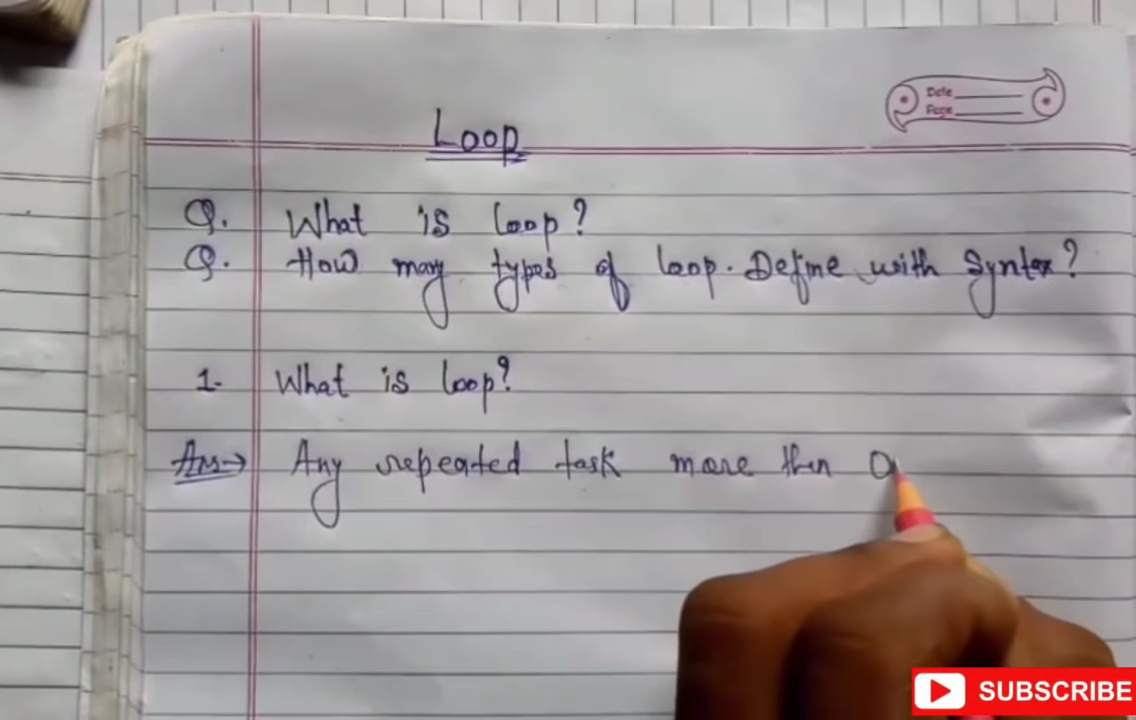 Date
Page
Loop
Q. What is loop?
Q. How many types of loop. Define with Syntax?
1. What is loop?
Ans→ Any repeated task more then
SUBSCRIBE